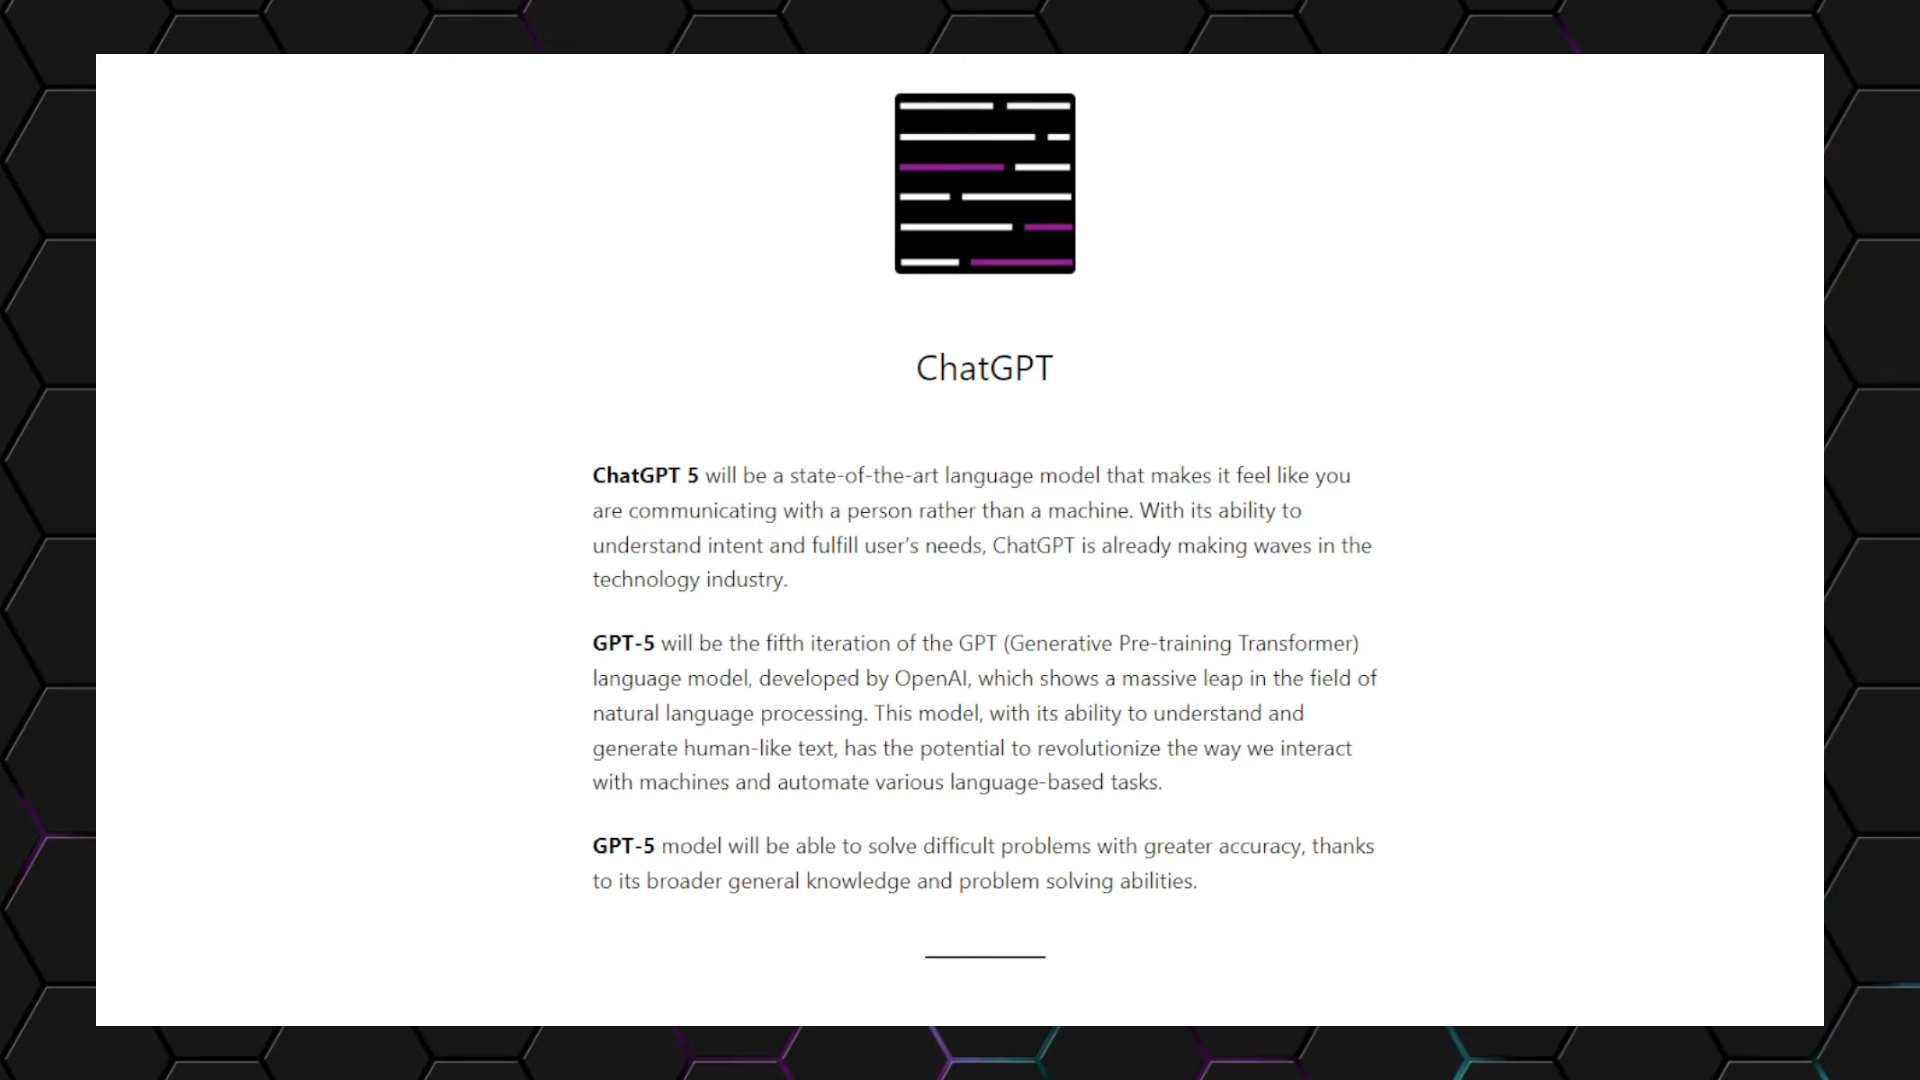 ChatGPT
ChatGPT 5 will be a state-of-the-art language model that makes it feel like you
are communicating with a person rather than a machine. With its ability to
understand intent and fulfill user’s needs, ChatGPT is already making waves in the
technology industry.
GPT-5 will be the fifth iteration of the GPT (Generative Pre-training Transformer)
language model, developed by OpenAI, which shows a massive leap in the field of
natural language processing. This model, with its ability to understand and
generate human-like text, has the potential to revolutionize the way we interact
with machines and automate various language-based tasks.
GPT-5 model will be able to solve difficult problems with greater accuracy, thanks
to its broader general knowledge and problem solving abilities.